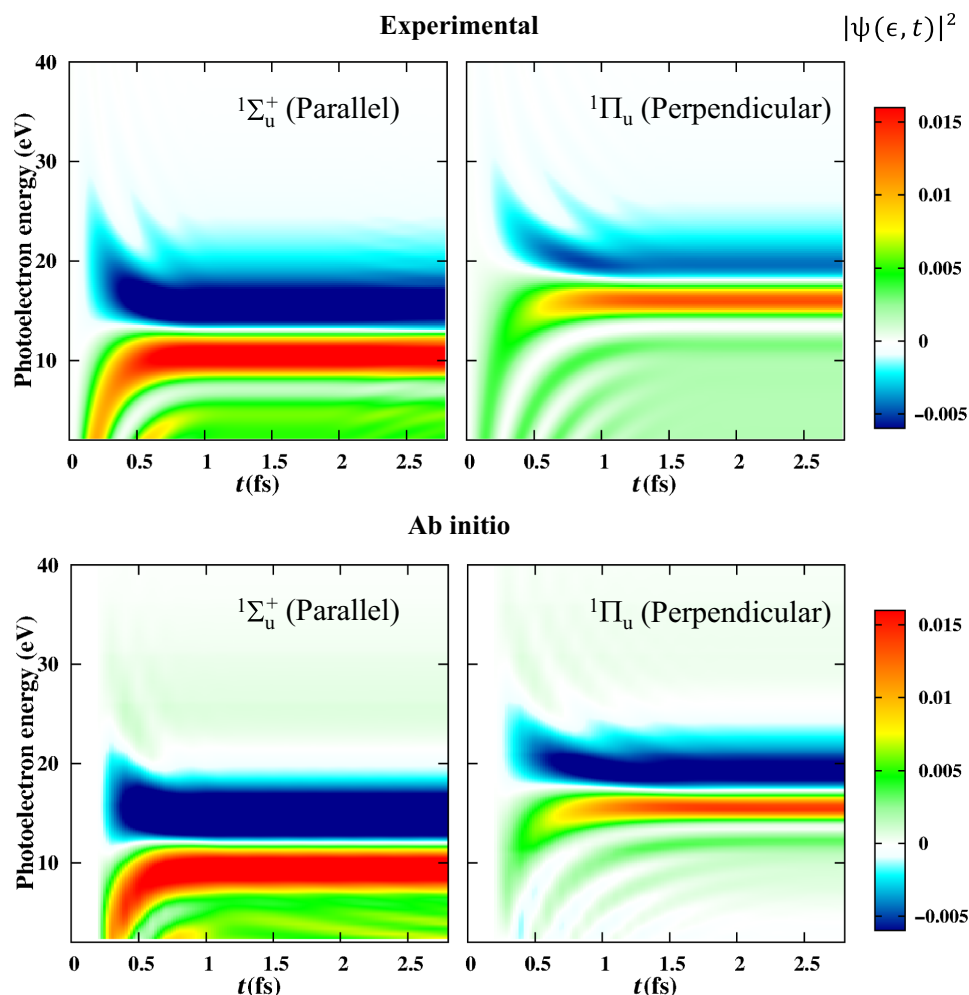 Experimental
|ψ(ϵ, t)|²
¹Σᵤ⁺ (Parallel)
¹Πᵤ (Perpendicular)
Photoelectron energy (eV)
40
30
20
10
0 0.5 1 1.5 2 2.5
t(fs)
0 0.5 1 1.5 2 2.5
t(fs)
0.015
0.01
0.005
0
−0.005
Ab initio
¹Σᵤ⁺ (Parallel)
¹Πᵤ (Perpendicular)
Photoelectron energy (eV)
40
30
20
10
0 0.5 1 1.5 2 2.5
t(fs)
0 0.5 1 1.5 2 2.5
t(fs)
0.015
0.01
0.005
0
−0.005